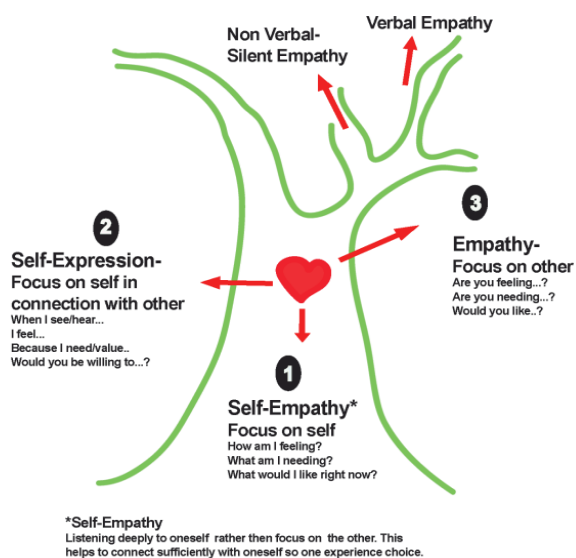 Non Verbal-
Silent Empathy
Verbal Empathy
2
Self-Expression-
Focus on self in
connection with other
When I see/hear...
I feel...
Because I need/value..
Would you be willing to...?
3
Empathy-
Focus on other
Are you feeling...?
Are you needing...?
Would you like..?
1
Self-Empathy*
Focus on self
How am I feeling?
What am I needing?
What would I like right now?
*Self-Empathy
Listening deeply to oneself rather then focus on the other. This
helps to connect sufficiently with oneself so one experience choice.